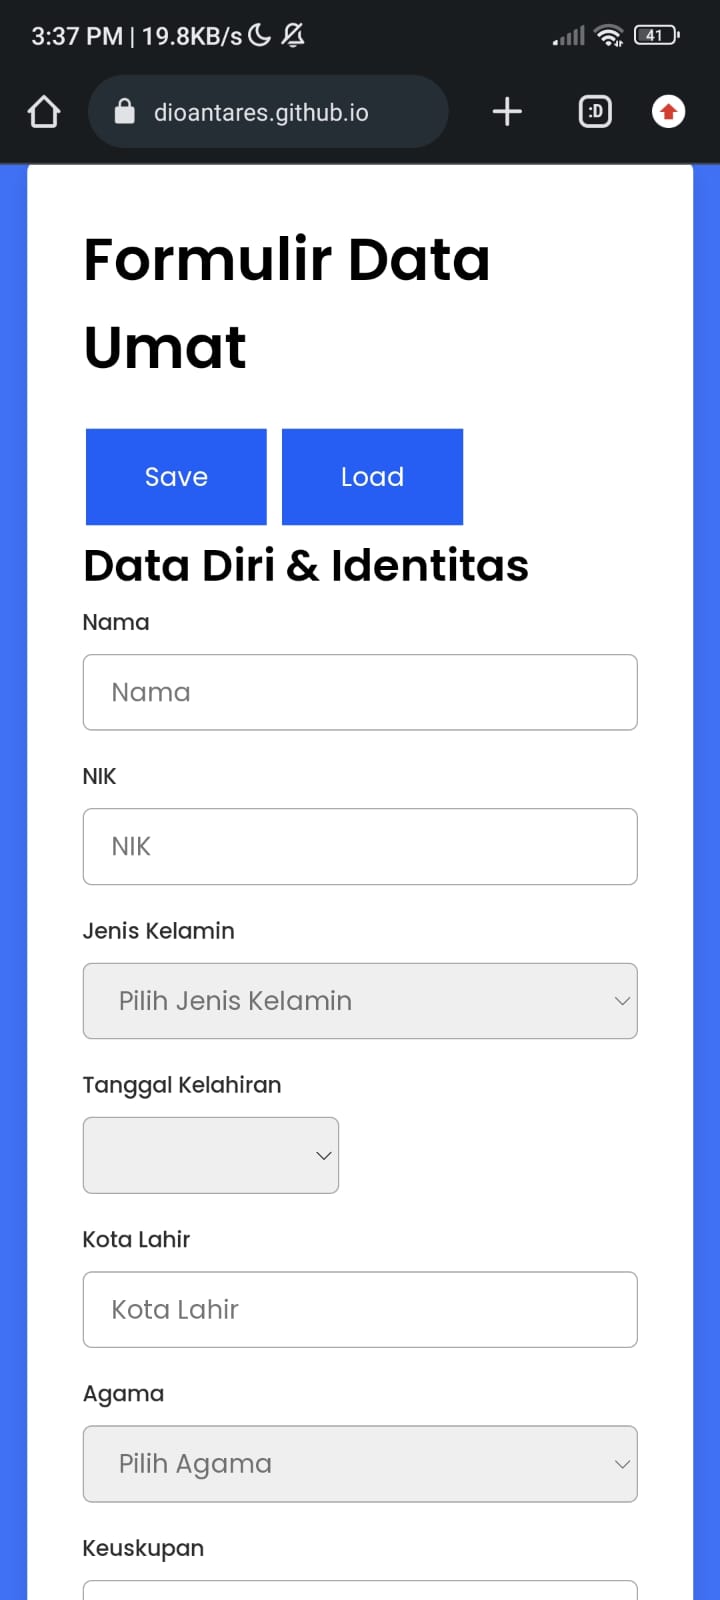 3:37 PM | 19.8KB/s
41
dioantares.github.io
:D
Formulir Data
Umat
Save
Load
Data Diri & Identitas
Nama
Nama
NIK
NIK
Jenis Kelamin
Pilih Jenis Kelamin
Tanggal Kelahiran
Kota Lahir
Kota Lahir
Agama
Pilih Agama
Keuskupan